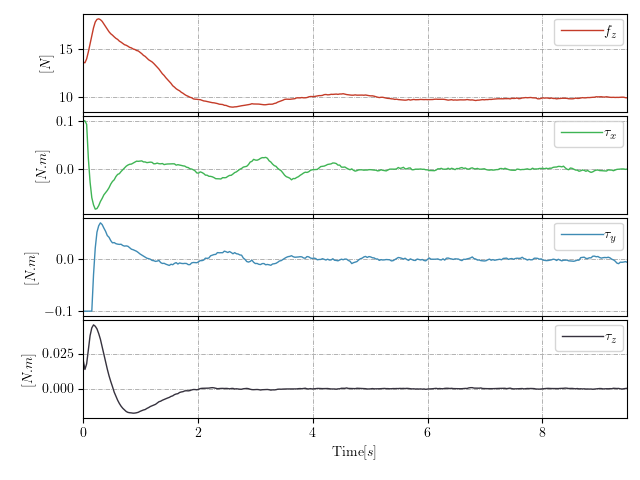 15
10
[N]
f_z
0.1
0.0
[N.m]
τ_x
0.0
−0.1
[N.m]
τ_y
0.025
0.000
[N.m]
τ_z
0 2 4 6 8
Time[s]